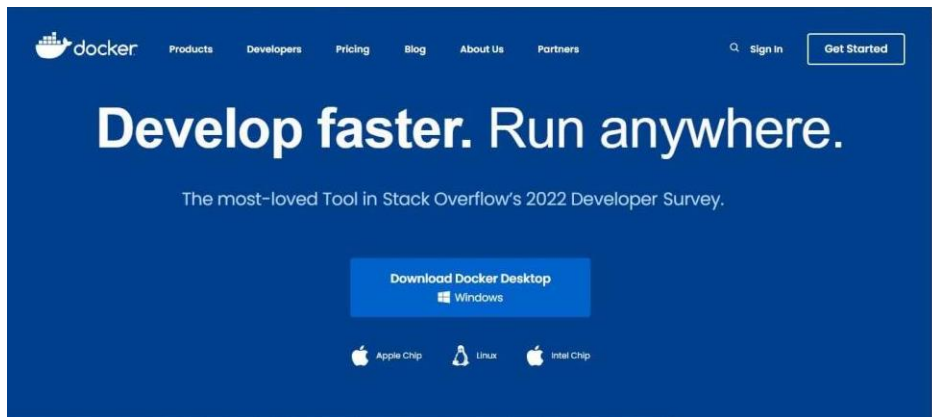 docker Products Developers Pricing Blog About Us Partners Sign In Get Started
Develop faster. Run anywhere.
The most-loved Tool in Stack Overflow's 2022 Developer Survey.
Download Docker Desktop
Windows
Apple Chip Linux Intel Chip